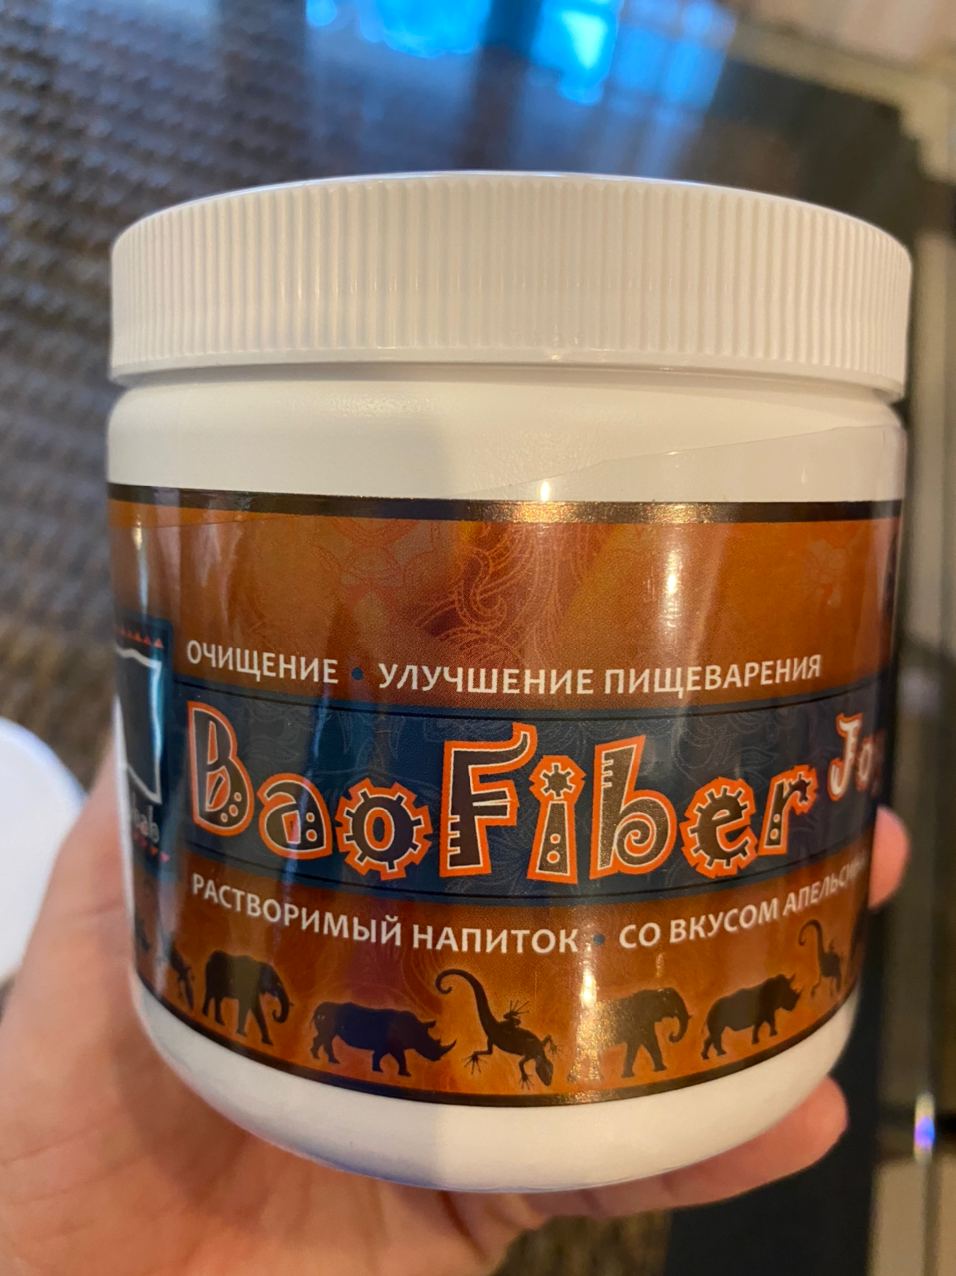 ОЧИЩЕНИЕ • УЛУЧШЕНИЕ ПИЩЕВАРЕНИЯ
BaoFiber
РАСТВОРИМЫЙ НАПИТОК • СО ВКУСОМ